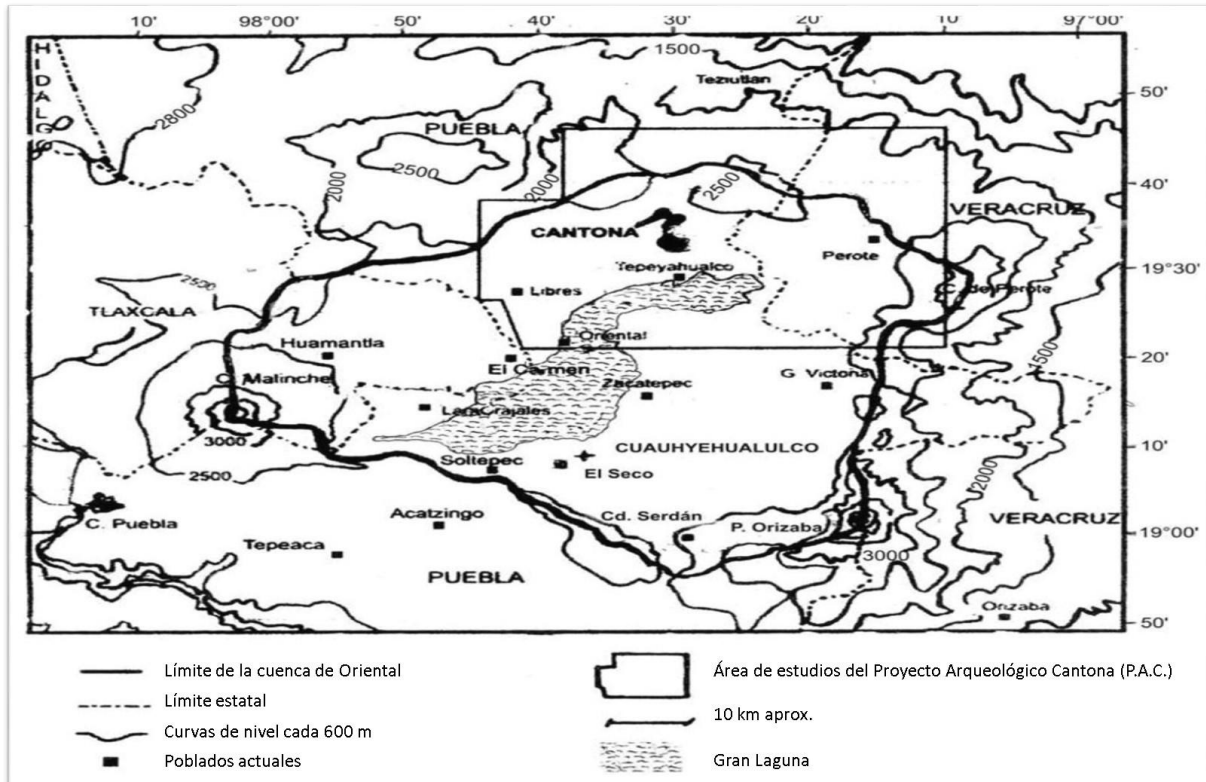 10'
98°00'
50'
40'
30'
20'
10'
97°00'
HIDALGO
1500
Teziutlan
50'
2800
PUEBLA
2500
2000
2000
2500
40'
VERACRUZ
CANTONA
Perote
Tepeyahualco
19°30'
C. de Perote
2500
Libres
TLAXCALA
Oriental
Huamantla
1500
20'
El Carmen
G Victoria
C. Malinche
Zacatepec
Lara Grajales
3000
10'
CUAUHYEHUALULCO
Soltepec
El Seco
2500
2000
C. Puebla
Acatzingo
Cd. Serdán
P. Orizaba
VERACRUZ
19°00'
Tepeaca
3000
PUEBLA
Orizaba
50'
Límite de la cuenca de Oriental
Límite estatal
Curvas de nivel cada 600 m
Poblados actuales
Área de estudios del Proyecto Arqueológico Cantona (P.A.C.)
10 km aprox.
Gran Laguna